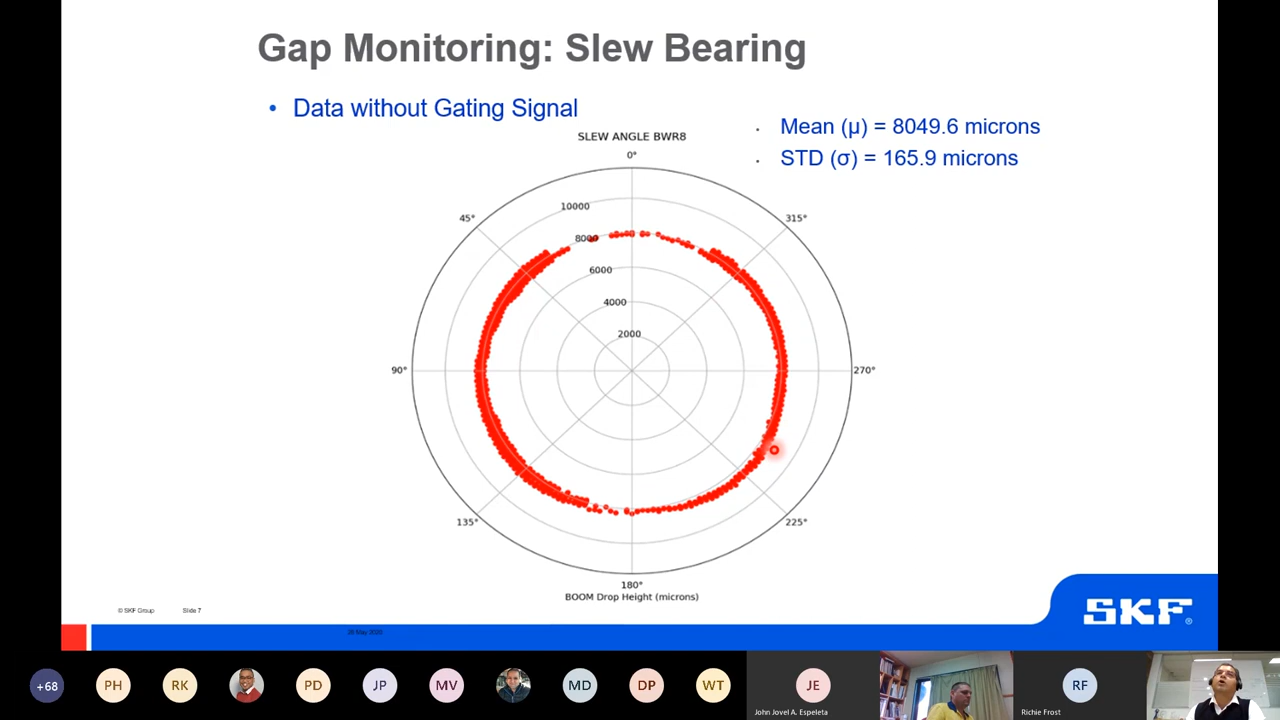 Gap Monitoring: Slew Bearing
• Data without Gating Signal
SLEW ANGLE BWR8
• Mean (μ) = 8049.6 microns
• STD (σ) = 165.9 microns
0°
45°
315°
10000
8000
6000
4000
2000
90°
270°
135°
225°
180°
BOOM Drop Height (microns)
© SKF Group
Slide 7
28 May 2020
SKF®
+68
PH
RK
PD
JP
MV
MD
DP
WT
JE
John Jovel A. Espeleta
RF
Richie Frost